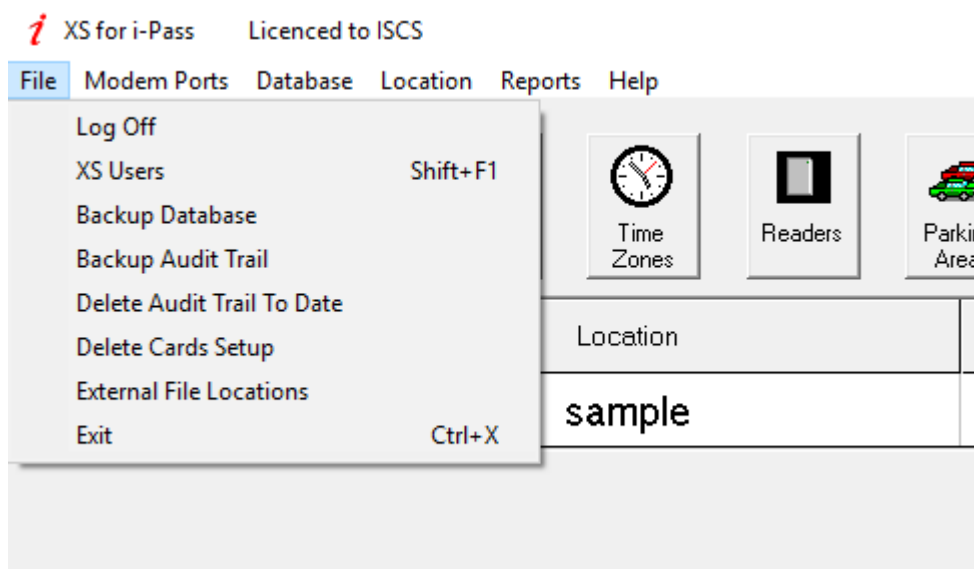 i XS for i-Pass Licenced to ISCS
File Modem Ports Database Location Reports Help
Log Off
XS Users Shift+F1
Backup Database
Backup Audit Trail
Delete Audit Trail To Date
Delete Cards Setup
External File Locations
Exit Ctrl+X
Time
Zones
Readers
Location
sample